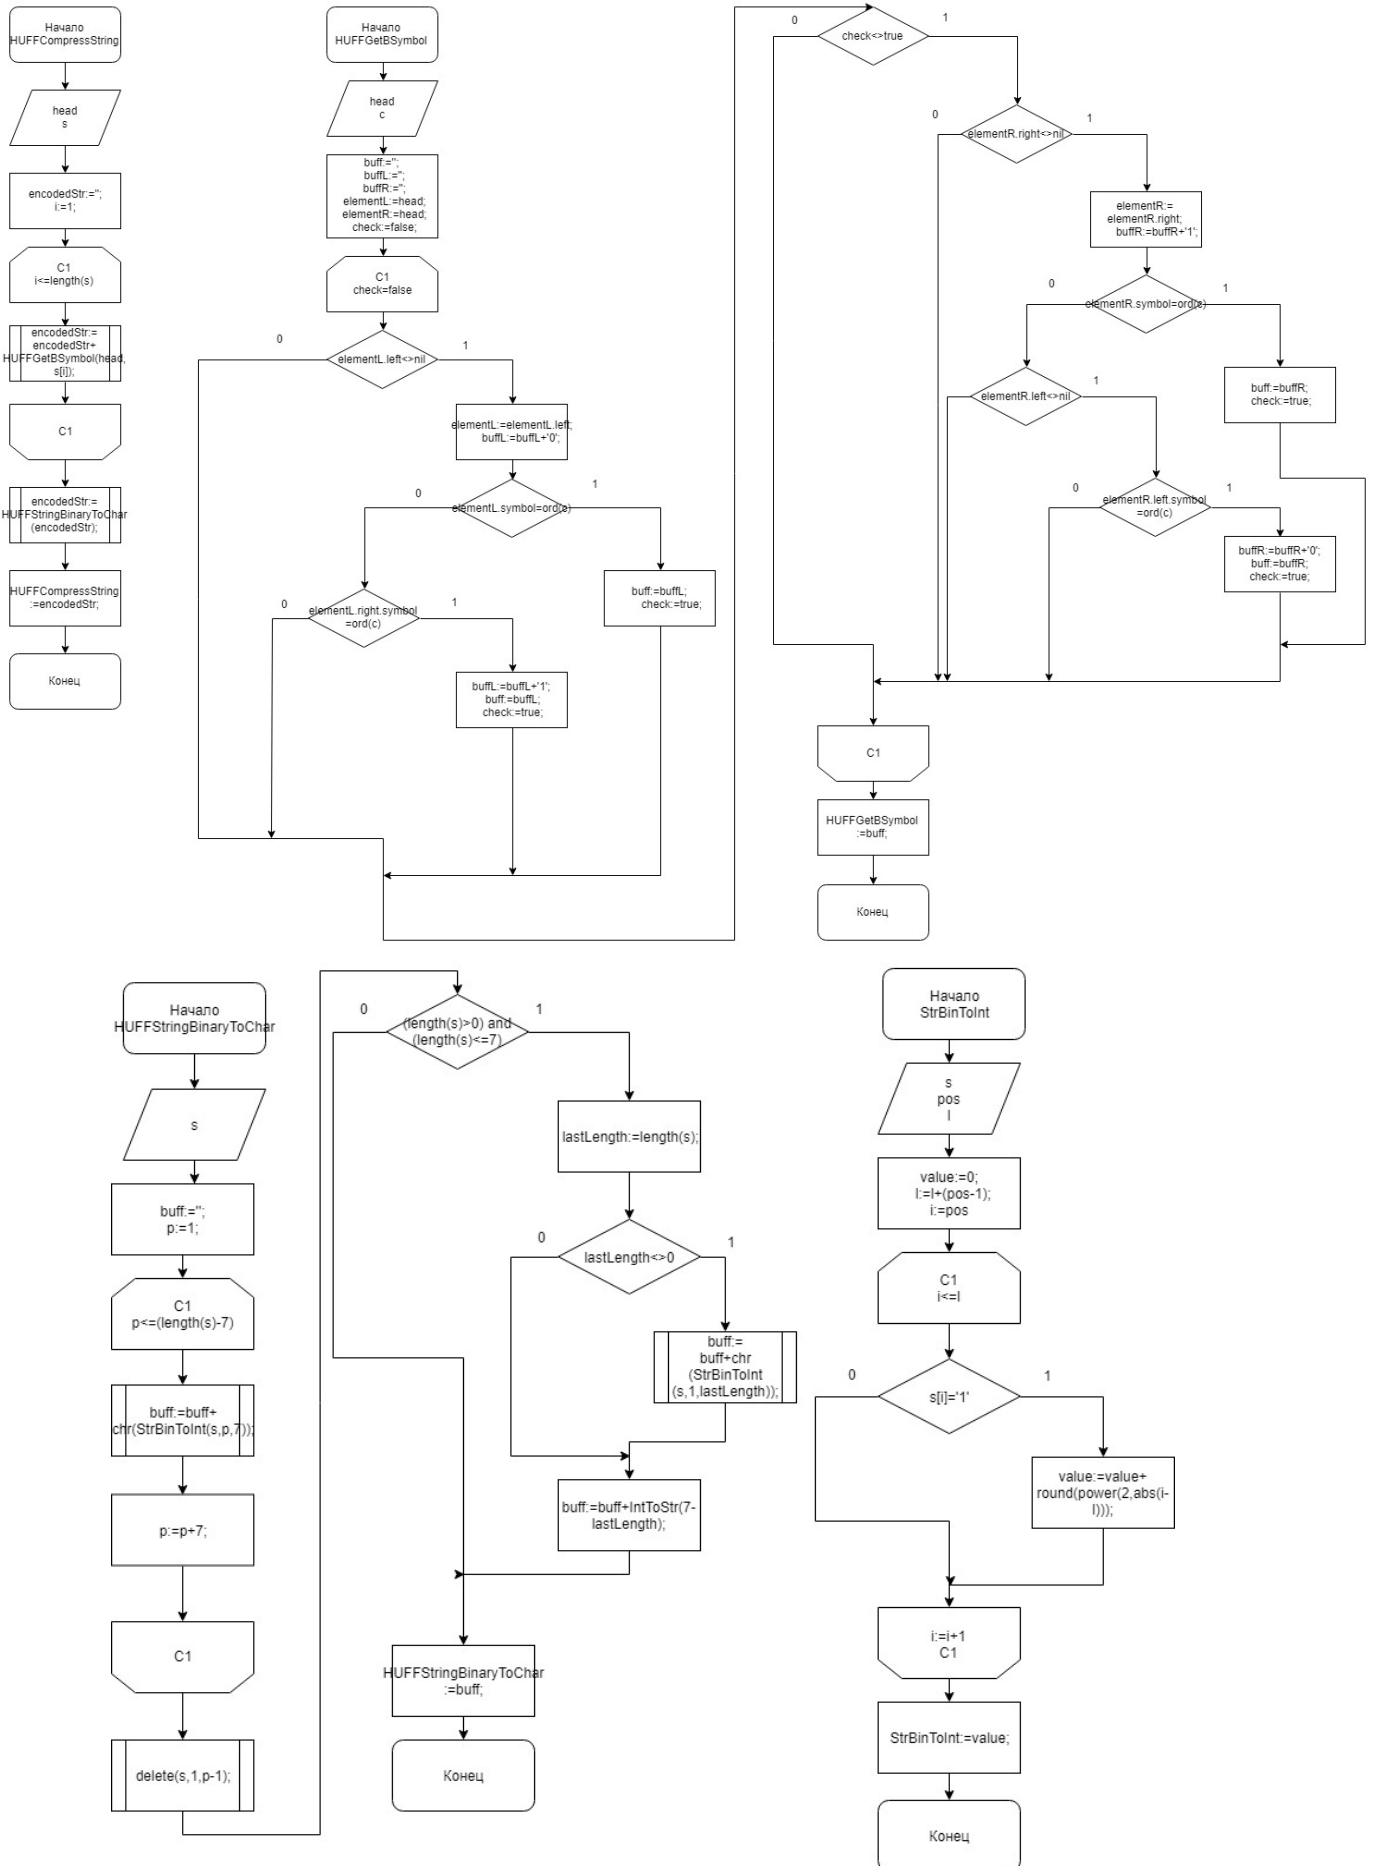 Начало
HUFFCompressString
head
s
encodedStr:='';
i:=1;
C1
i<=length(s)
encodedStr:=
encodedStr+
HUFFGetBSymbol(head,
s[i]);
C1
encodedStr:=
HUFFStringBinaryToChar
(encodedStr);
HUFFCompressString
:=encodedStr;
Конец
Начало
HUFFGetBSymbol
head
c
buff:='';
buffL:='';
buffR:='';
elementL:=head;
elementR:=head;
check:=false;
C1
check=false
0
elementL.left<>nil
1
elementL:=elementL.left;
buffL:=buffL+'0';
0
elementL.symbol=ord(c)
1
buff:=buffL;
check:=true;
0
elementL.right.symbol
=ord(c)
1
buffL:=buffL+'1';
buff:=buffL;
check:=true;
0
check<>true
1
0
elementR.right<>nil
1
elementR:=
elementR.right;
buffR:=buffR+'1';
0
elementR.symbol=ord(c)
1
buff:=buffR;
check:=true;
elementR.left<>nil
1
0
elementR.left.symbol
=ord(c)
1
buffR:=buffR+'0';
buff:=buffR;
check:=true;
C1
HUFFGetBSymbol
:=buff;
Конец
Начало
HUFFStringBinaryToChar
s
buff:='';
p:=1;
C1
p<=(length(s)-7)
buff:=buff+
chr(StrBinToInt(s,p,7));
p:=p+7;
C1
delete(s,1,p-1);
0
(length(s)>0) and
(length(s)<=7)
1
lastLength:=length(s);
0
lastLength<>0
1
buff:=
buff+chr
(StrBinToInt
(s,1,lastLength));
buff:=buff+IntToStr(7-
lastLength);
HUFFStringBinaryToChar
:=buff;
Конец
Начало
StrBinToInt
s
pos
l
value:=0;
l:=l+(pos-1);
i:=pos
C1
i<=l
0
s[i]='1'
1
value:=value+
round(power(2,abs(i-
l)));
i:=i+1
C1
StrBinToInt:=value;
Конец